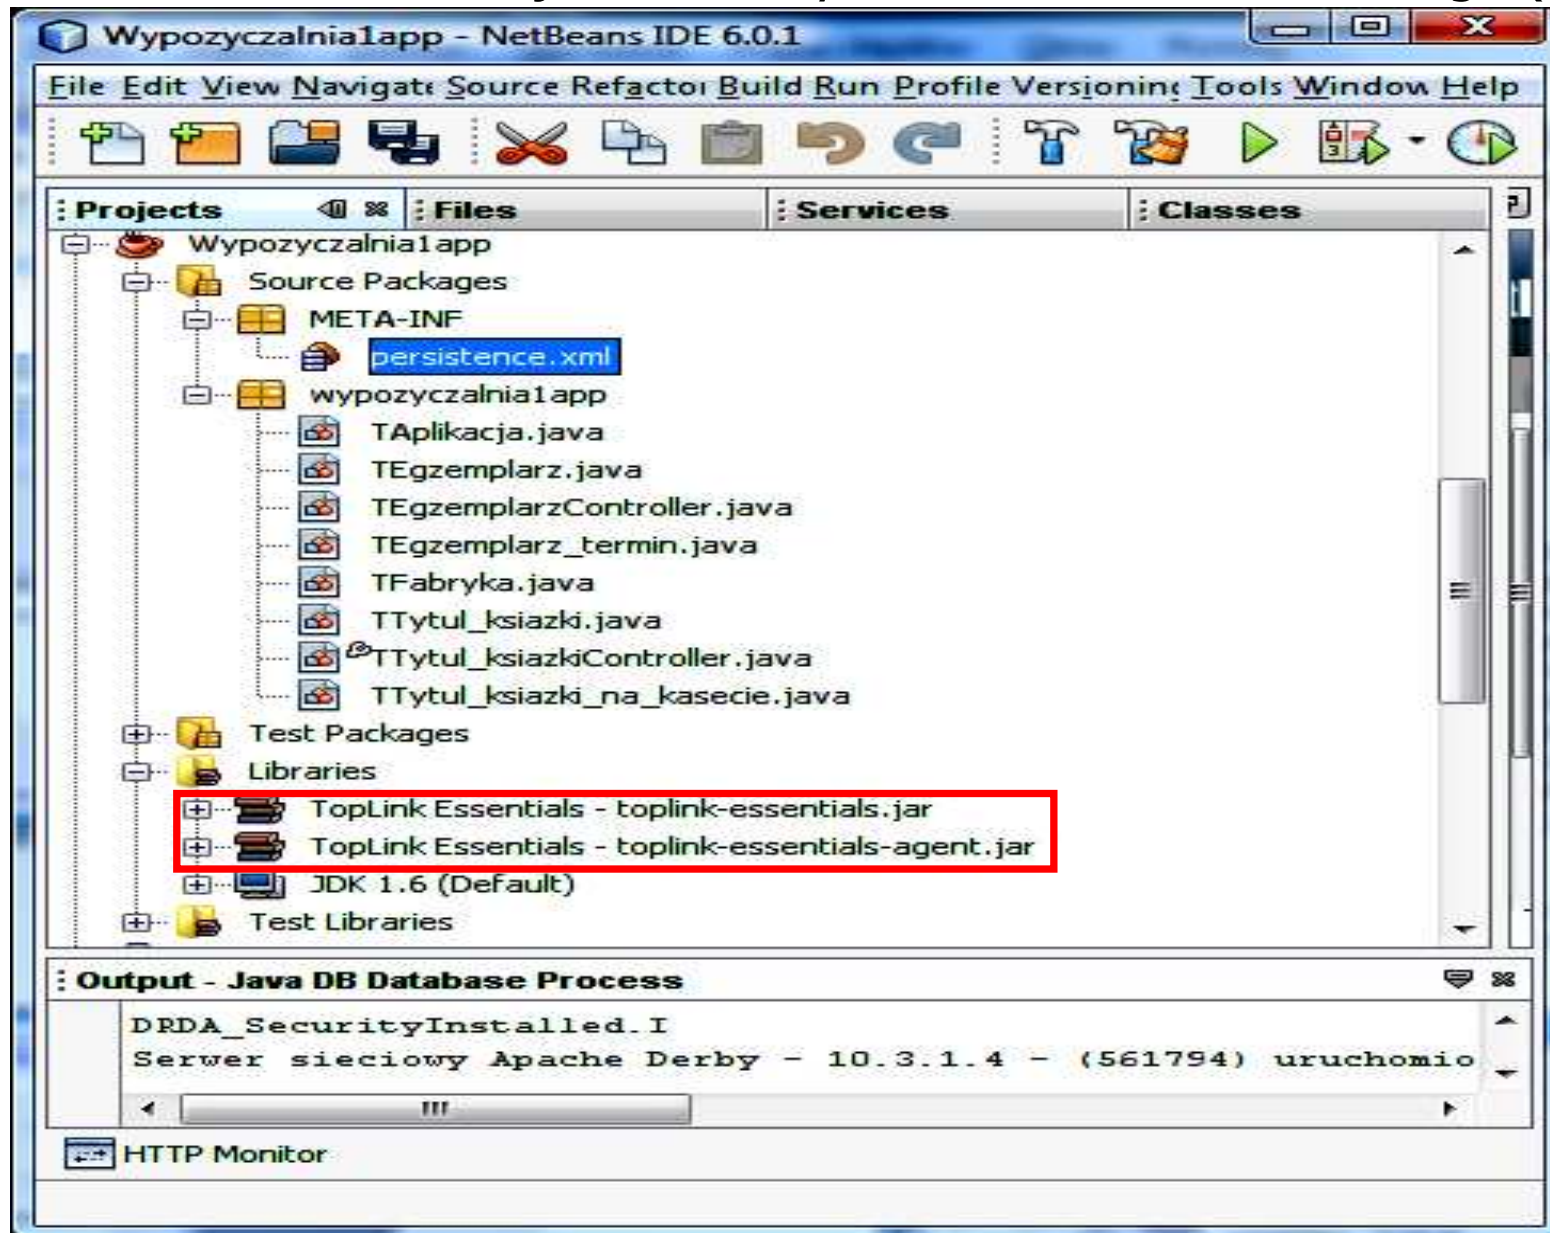 Wypozyczalnia1app - NetBeans IDE 6.0.1
File Edit View Navigate Source Refactor Build Run Profile Versioning Tools Window Help
Projects Files Services Classes
Wypozyczalnia1app
Source Packages
META-INF
persistence.xml
wypozyczalnia1app
TAplikacja.java
TEgzemplarz.java
TEgzemplarzController.java
TEgzemplarz_termin.java
TFabryka.java
TTytul_ksiazki.java
TTytul_ksiazkiController.java
TTytul_ksiazki_na_kasecie.java
Test Packages
Libraries
TopLink Essentials - toplink-essentials.jar
TopLink Essentials - toplink-essentials-agent.jar
JDK 1.6 (Default)
Test Libraries
Output - Java DB Database Process
DRDA_SecurityInstalled.I
Serwer sieciowy Apache Derby - 10.3.1.4 - (561794) uruchomio
HTTP Monitor